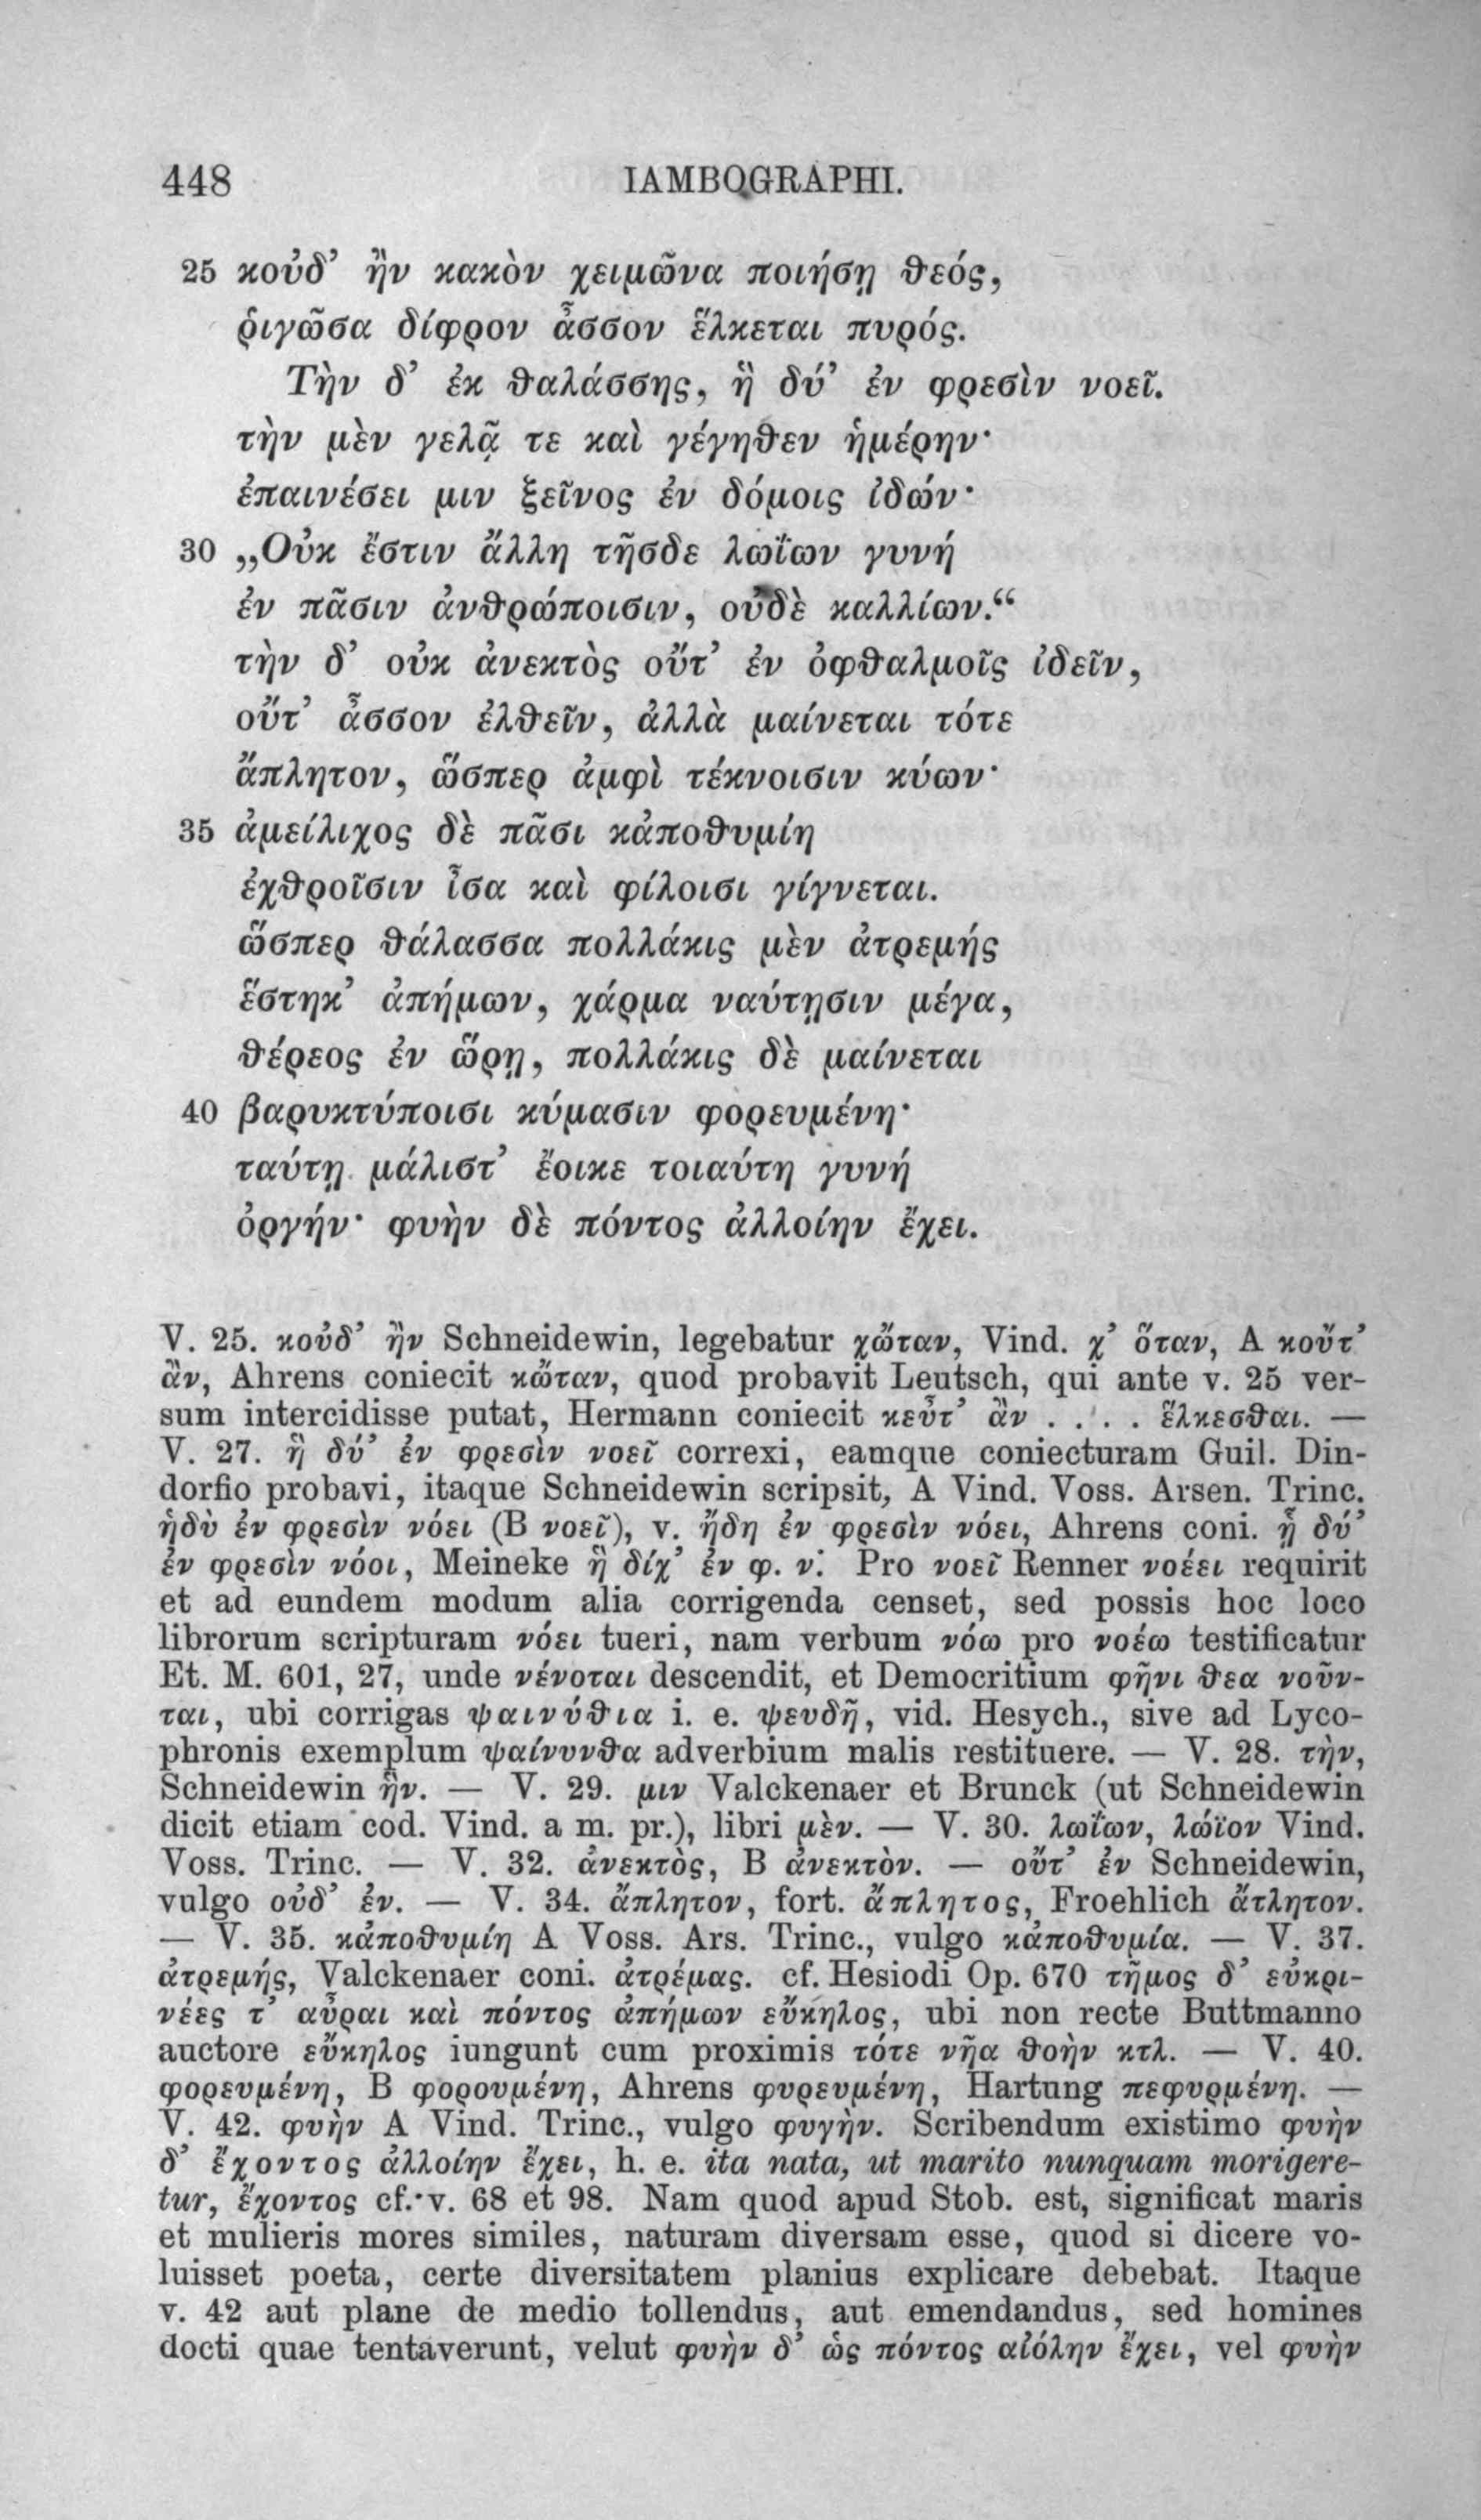 448 IAMBOGRAPHI.
25 κοὐδ’ ἢν κακὸν χειμῶνα ποιήσῃ θεός,
ῥιγῶσα δίφρον ἆσσον ἕλκεται πυρός.
Τὴν δ’ ἐκ θαλάσσης, ἣ δύ’ ἐν φρεσὶν νοεῖ.
τὴν μὲν γελᾷ τε καὶ γέγηθεν ἡμέρην·
ἐπαινέσει μιν ξεῖνος ἐν δόμοις ἰδών·
30 „Οὐκ ἔστιν ἄλλη τῆσδε λωΐων γυνή
ἐν πᾶσιν ἀνθρώποισιν, οὐδὲ καλλίων.“
τὴν δ’ οὐκ ἀνεκτὸς οὔτ’ ἐν ὀφθαλμοῖς ἰδεῖν,
οὔτ’ ἆσσον ἐλθεῖν, ἀλλὰ μαίνεται τότε
ἄπλητον, ὥσπερ ἀμφὶ τέκνοισιν κύων·
35 ἀμείλιχος δὲ πᾶσι κἀποθυμίη
ἐχθροῖσιν ἶσα καὶ φίλοισι γίγνεται.
ὥσπερ θάλασσα πολλάκις μὲν ἀτρεμής
ἕστηκ’ ἀπήμων, χάρμα ναύτῃσιν μέγα,
θέρεος ἐν ὥρῃ, πολλάκις δὲ μαίνεται
40 βαρυκτύποισι κύμασιν φορευμένη·
ταύτῃ μάλιστ’ ἔοικε τοιαύτη γυνή
ὀργήν· φυὴν δὲ πόντος ἀλλοίην ἔχει.
V. 25. κοὐδ’ ἢν Schneidewin, legebatur χὤταν, Vind. χ’ ὅταν, A κοὔτ’
ἂν, Ahrens coniecit κὤταν, quod probavit Leutsch, qui ante v. 25 ver-
sum intercidisse putat, Hermann coniecit κεὖτ’ ἂν . . . . ἕλκεσθαι. —
V. 27. ἣ δύ’ ἐν φρεσὶν νοεῖ correxi, eamque coniecturam Guil. Din-
dorfio probavi, itaque Schneidewin scripsit, A Vind. Voss. Arsen. Trinc.
ἡδὺ ἐν φρεσὶν νόει (B νοεῖ), v. ἤδη ἐν φρεσὶν νόει, Ahrens coni. ᾗ δύ’
ἐν φρεσὶν νόοι, Meineke ἣ δίχ’ ἐν φ. ν. Pro νοεῖ Renner νοέει requirit
et ad eundem modum alia corrigenda censet, sed possis hoc loco
librorum scripturam νόει tueri, nam verbum νόω pro νοέω testificatur
Et. M. 601, 27, unde νένοται descendit, et Democritium φῆνι θεα νοῦν-
ται, ubi corrigas ψαινύθια i. e. ψευδῆ, vid. Hesych., sive ad Lyco-
phronis exemplum ψαίνυνθα adverbium malis restituere. — V. 28. τὴν,
Schneidewin ἣν. — V. 29. μιν Valckenaer et Brunck (ut Schneidewin
dicit etiam cod. Vind. a m. pr.), libri μὲν. — V. 30. λωΐων, λώϊον Vind.
Voss. Trinc. — V. 32. ἀνεκτὸς, B ἀνεκτὸν. — οὔτ’ ἐν Schneidewin,
vulgo οὐδ’ ἐν. — V. 34. ἄπλητον, fort. ἄπλητος, Froehlich ἄτλητον.
— V. 35. κἀποθυμίη A Voss. Ars. Trinc., vulgo κἀποθυμία. — V. 37.
ἀτρεμής, Valckenaer coni. ἀτρέμας. cf. Hesiodi Op. 670 τῆμος δ’ εὐκρι-
νέες τ’ αὖραι καὶ πόντος ἀπήμων εὔκηλος, ubi non recte Buttmanno
auctore εὔκηλος iungunt cum proximis τότε νῆα θοὴν κτλ. — V. 40.
φορευμένη, B φορουμένη, Ahrens φυρευμένη, Hartung πεφυρμένη. —
V. 42. φυὴν A Vind. Trinc., vulgo φυγὴν. Scribendum existimo φυὴν
δ’ ἔχοντος ἀλλοίην ἔχει, h. e. ita nata, ut marito nunquam morigere-
tur, ἔχοντος cf. v. 68 et 98. Nam quod apud Stob. est, significat maris
et mulieris mores similes, naturam diversam esse, quod si dicere vo-
luisset poeta, certe diversitatem planius explicare debebat. Itaque
v. 42 aut plane de medio tollendus, aut emendandus, sed homines
docti quae tentaverunt, velut φυὴν δ’ ὡς πόντος αἰόλην ἔχει, vel φυὴν